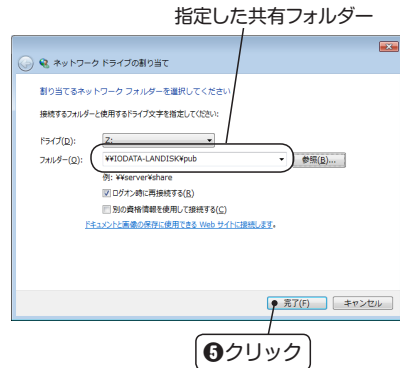 指定した共有フォルダー
ネットワーク ドライブの割り当て
割り当てるネットワーク フォルダーを選択してください
接続するフォルダーと使用するドライブ文字を指定してください:
ドライブ(D): Z:
フォルダー(O): ¥¥IODATA-LANDISK¥pub 参照(B)...
例: ¥¥server¥share
ログオン時に再接続する(R)
別の資格情報を使用して接続する(C)
ドキュメントと画像の保存に使用できる Web サイトに接続します。
完了(F) キャンセル
❺クリック